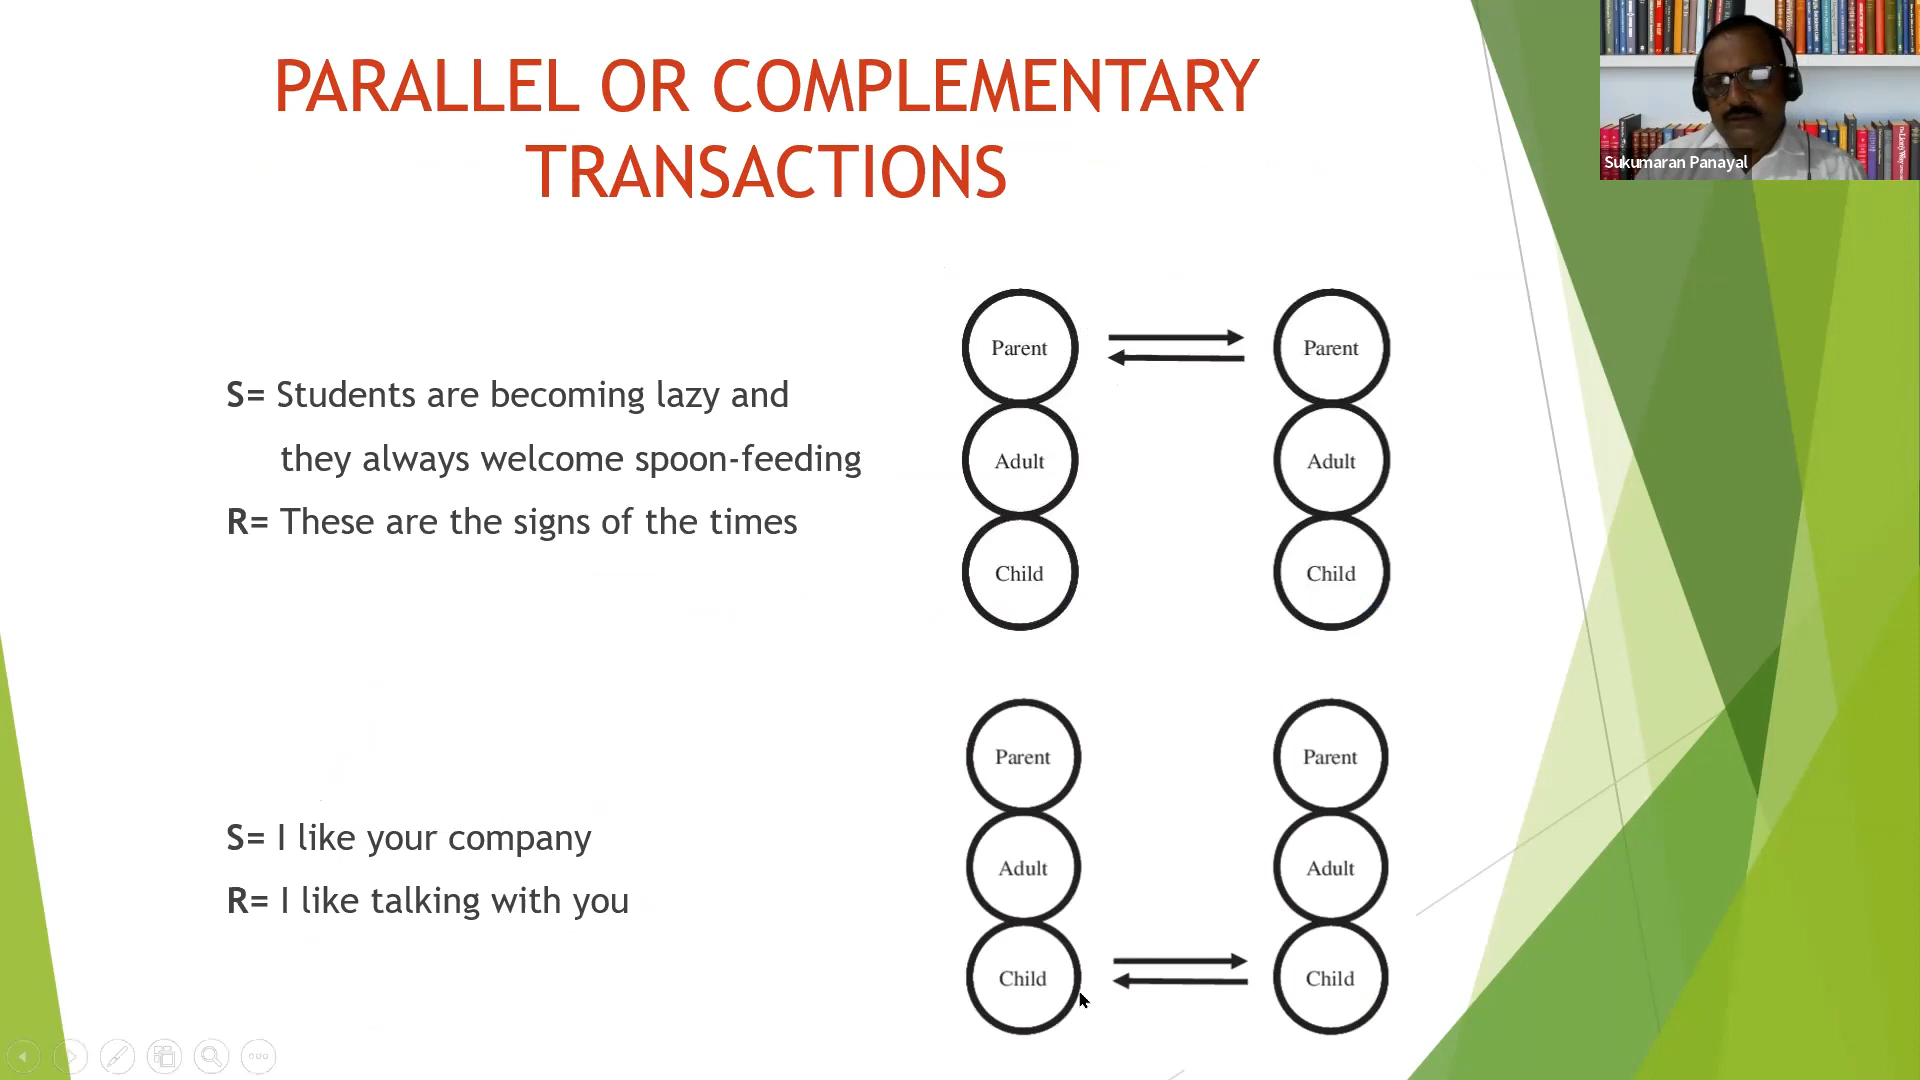 PARALLEL OR COMPLEMENTARY
TRANSACTIONS
Sukumaran Panayal
S= Students are becoming lazy and
they always welcome spoon-feeding
R= These are the signs of the times
Parent Parent
Adult Adult
Child Child
S= I like your company
R= I like talking with you
Parent Parent
Adult Adult
Child Child